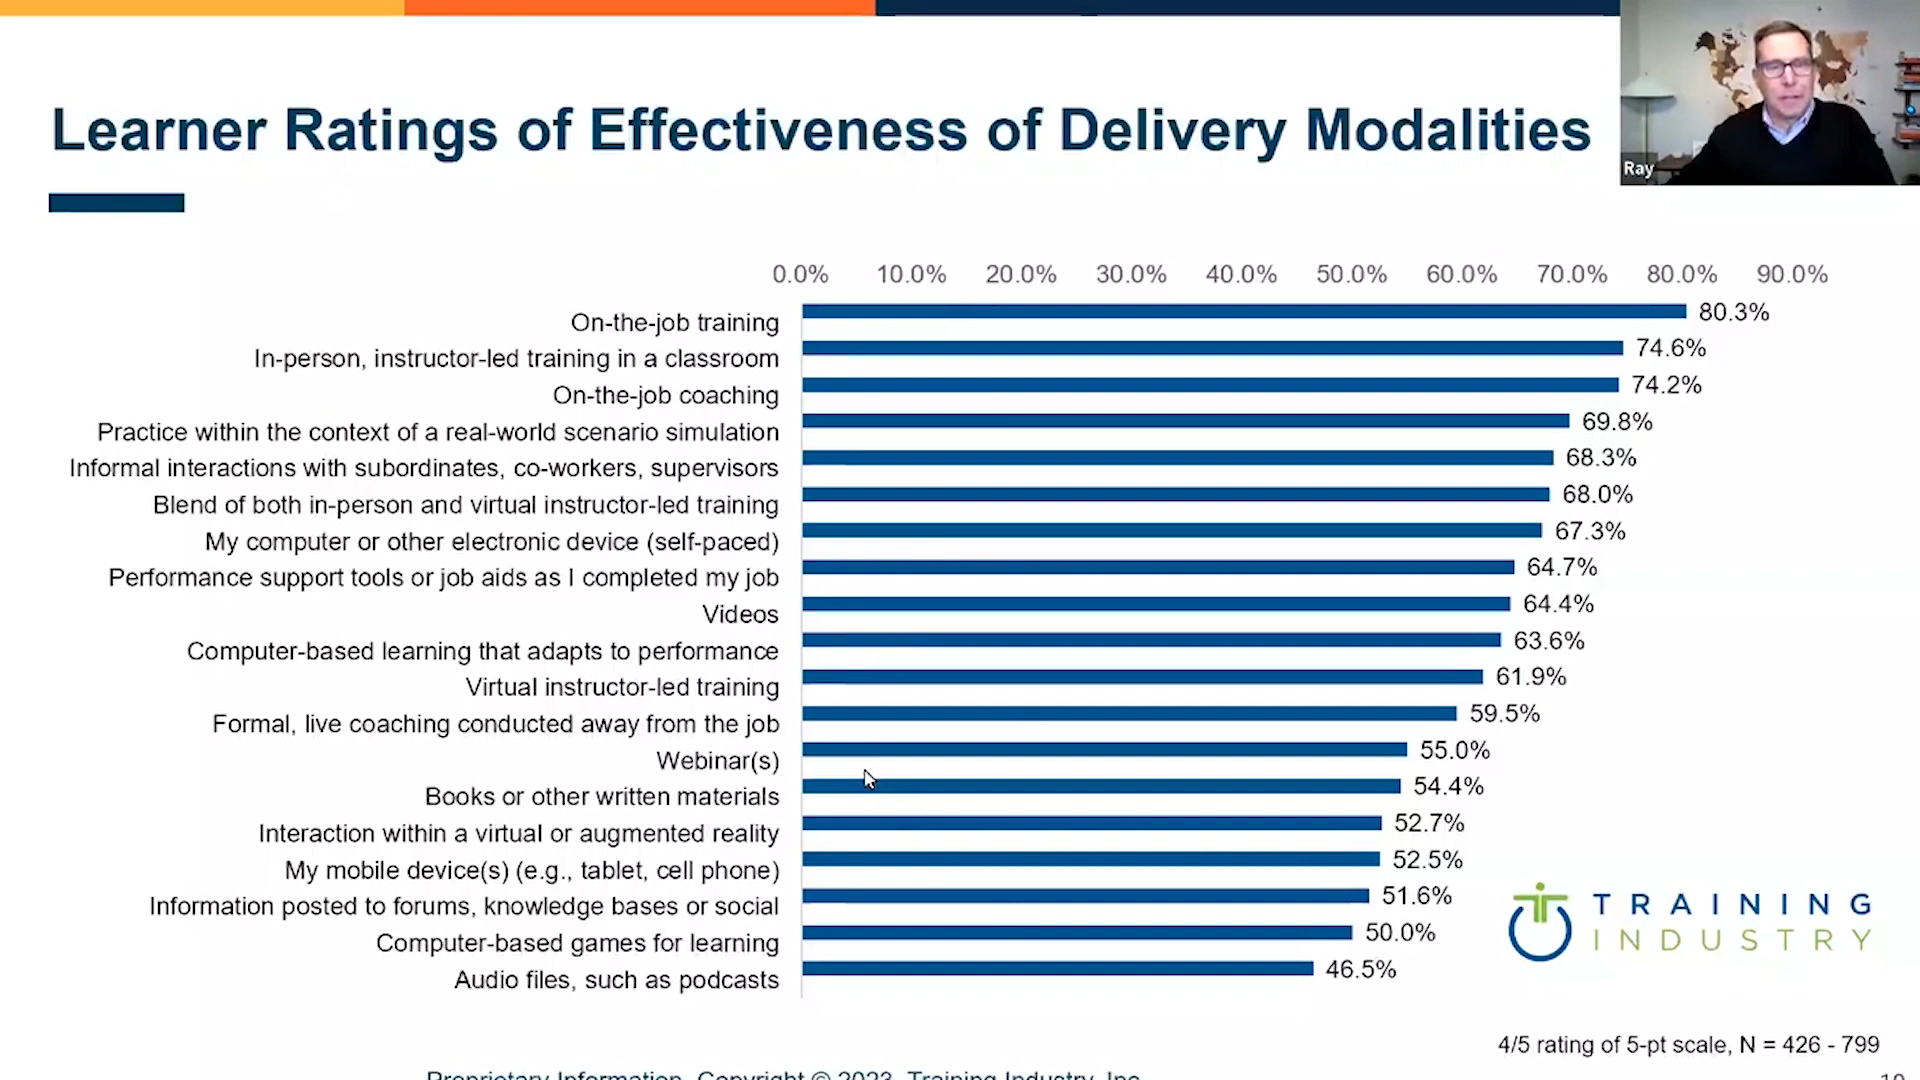 Learner Ratings of Effectiveness of Delivery Modalities
Ray
0.0% 10.0% 20.0% 30.0% 40.0% 50.0% 60.0% 70.0% 80.0% 90.0%
On-the-job training 80.3%
In-person, instructor-led training in a classroom 74.6%
On-the-job coaching 74.2%
Practice within the context of a real-world scenario simulation 69.8%
Informal interactions with subordinates, co-workers, supervisors 68.3%
Blend of both in-person and virtual instructor-led training 68.0%
My computer or other electronic device (self-paced) 67.3%
Performance support tools or job aids as I completed my job 64.7%
Videos 64.4%
Computer-based learning that adapts to performance 63.6%
Virtual instructor-led training 61.9%
Formal, live coaching conducted away from the job 59.5%
Webinar(s) 55.0%
Books or other written materials 54.4%
Interaction within a virtual or augmented reality 52.7%
My mobile device(s) (e.g., tablet, cell phone) 52.5%
Information posted to forums, knowledge bases or social 51.6%
Computer-based games for learning 50.0%
Audio files, such as podcasts 46.5%
TRAINING
INDUSTRY
4/5 rating of 5-pt scale, N = 426 - 799
Proprietary Information, Copyright © 2023, Training Industry, Inc